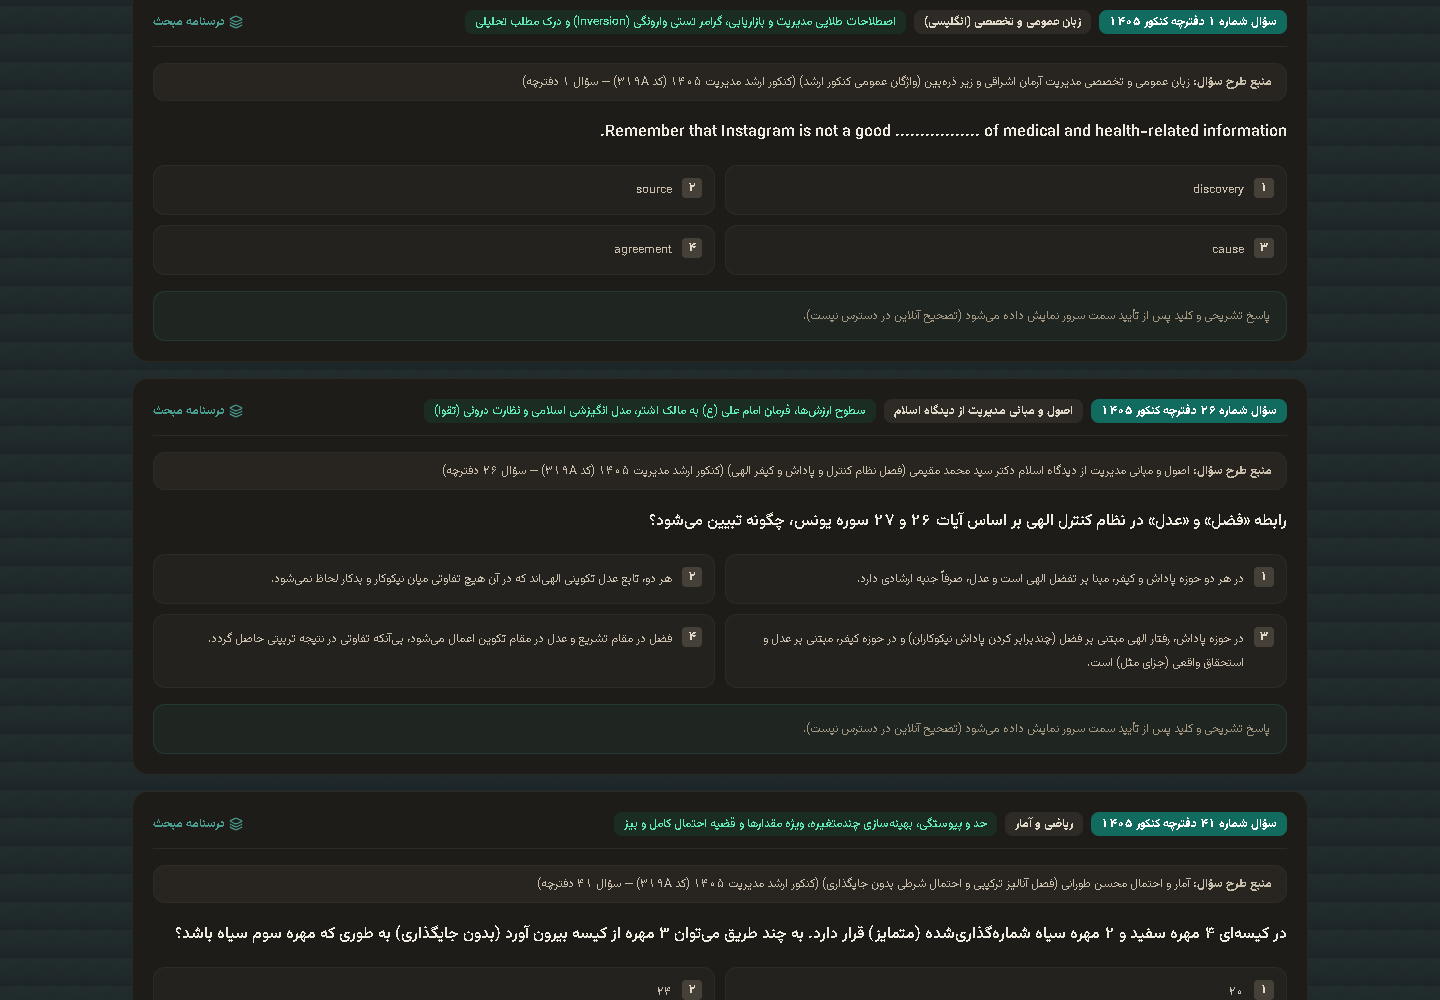 سؤال شماره ۱ دفترچه کنکور ۱۴۰۵ زبان عمومی و تخصصی (انگلیسی) اصطلاحات طلایی مدیریت و بازاریابی، گرامر تستی وارونگی (Inversion) و درک مطلب تحلیلی درسنامه مبحث
منبع طرح سؤال: زبان عمومی و تخصصی مدیریت آرمان اشراقی و زیر ذره‌بین (واژگان عمومی کنکور ارشد) (کنکور ارشد مدیریت ۱۴۰۵ (کد ۳۱۹A) — سؤال ۱ دفترچه)
Remember that Instagram is not a good ................. of medical and health-related information.
۱ discovery
۲ source
۳ cause
۴ agreement
پاسخ تشریحی و کلید پس از تأیید سمت سرور نمایش داده می‌شود (تصحیح آنلاین در دسترس نیست).
سؤال شماره ۲۶ دفترچه کنکور ۱۴۰۵ اصول و مبانی مدیریت از دیدگاه اسلام سطوح ارزش‌ها، فرمان امام علی (ع) به مالک اشتر، مدل انگیزشی اسلامی و نظارت درونی (تقوا) درسنامه مبحث
منبع طرح سؤال: اصول و مبانی مدیریت از دیدگاه اسلام دکتر سید محمد مقیمی (فصل نظام کنترل و پاداش و کیفر الهی) (کنکور ارشد مدیریت ۱۴۰۵ (کد ۳۱۹A) — سؤال ۲۶ دفترچه)
رابطه «فضل» و «عدل» در نظام کنترل الهی بر اساس آیات ۲۶ و ۲۷ سوره یونس، چگونه تبیین می‌شود؟
۱ در هر دو حوزه پاداش و کیفر، مبنا بر تفضل الهی است و عدل، صرفاً جنبه ارشادی دارد.
۲ هر دو، تابع عدل تکوینی الهی‌اند که در آن هیچ تفاوتی میان نیکوکار و بدکار لحاظ نمی‌شود.
۳ در حوزه پاداش، رفتار الهی مبتنی بر فضل (چندبرابر کردن پاداش نیکوکاران) و در حوزه کیفر، مبتنی بر عدل و
استحقاق واقعی (جزای مثل) است.
۴ فضل در مقام تشریع و عدل در مقام تکوین اعمال می‌شود، بی‌آنکه تفاوتی در نتیجه تربیتی حاصل گردد.
پاسخ تشریحی و کلید پس از تأیید سمت سرور نمایش داده می‌شود (تصحیح آنلاین در دسترس نیست).
سؤال شماره ۴۱ دفترچه کنکور ۱۴۰۵ ریاضی و آمار حد و پیوستگی، بهینه‌سازی چندمتغیره، ویژه مقدارها و قضیه احتمال کامل و بیز درسنامه مبحث
منبع طرح سؤال: آمار و احتمال محسن طورانی (فصل آنالیز ترکیبی و احتمال شرطی بدون جایگذاری) (کنکور ارشد مدیریت ۱۴۰۵ (کد ۳۱۹A) — سؤال ۴۱ دفترچه)
در کیسه‌ای ۴ مهره سفید و ۲ مهره سیاه شماره‌گذاری‌شده (متمایز) قرار دارد. به چند طریق می‌توان ۳ مهره از کیسه بیرون آورد (بدون جایگذاری) به طوری که مهره سوم سیاه باشد؟
۱ ۲۰
۲ ۲۴